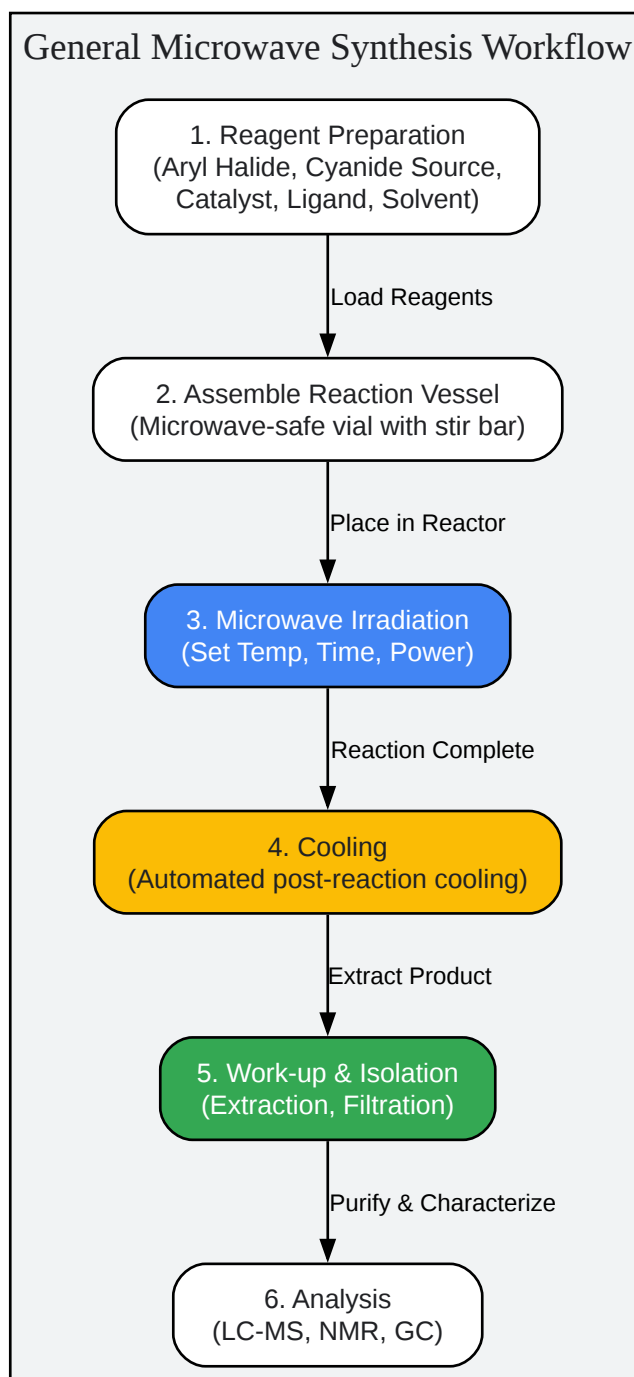 General Microwave Synthesis Workflow
1. Reagent Preparation
(Aryl Halide, Cyanide Source,
Catalyst, Ligand, Solvent)
Load Reagents
2. Assemble Reaction Vessel
(Microwave-safe vial with stir bar)
Place in Reactor
3. Microwave Irradiation
(Set Temp, Time, Power)
Reaction Complete
4. Cooling
(Automated post-reaction cooling)
Extract Product
5. Work-up & Isolation
(Extraction, Filtration)
Purify & Characterize
6. Analysis
(LC-MS, NMR, GC)